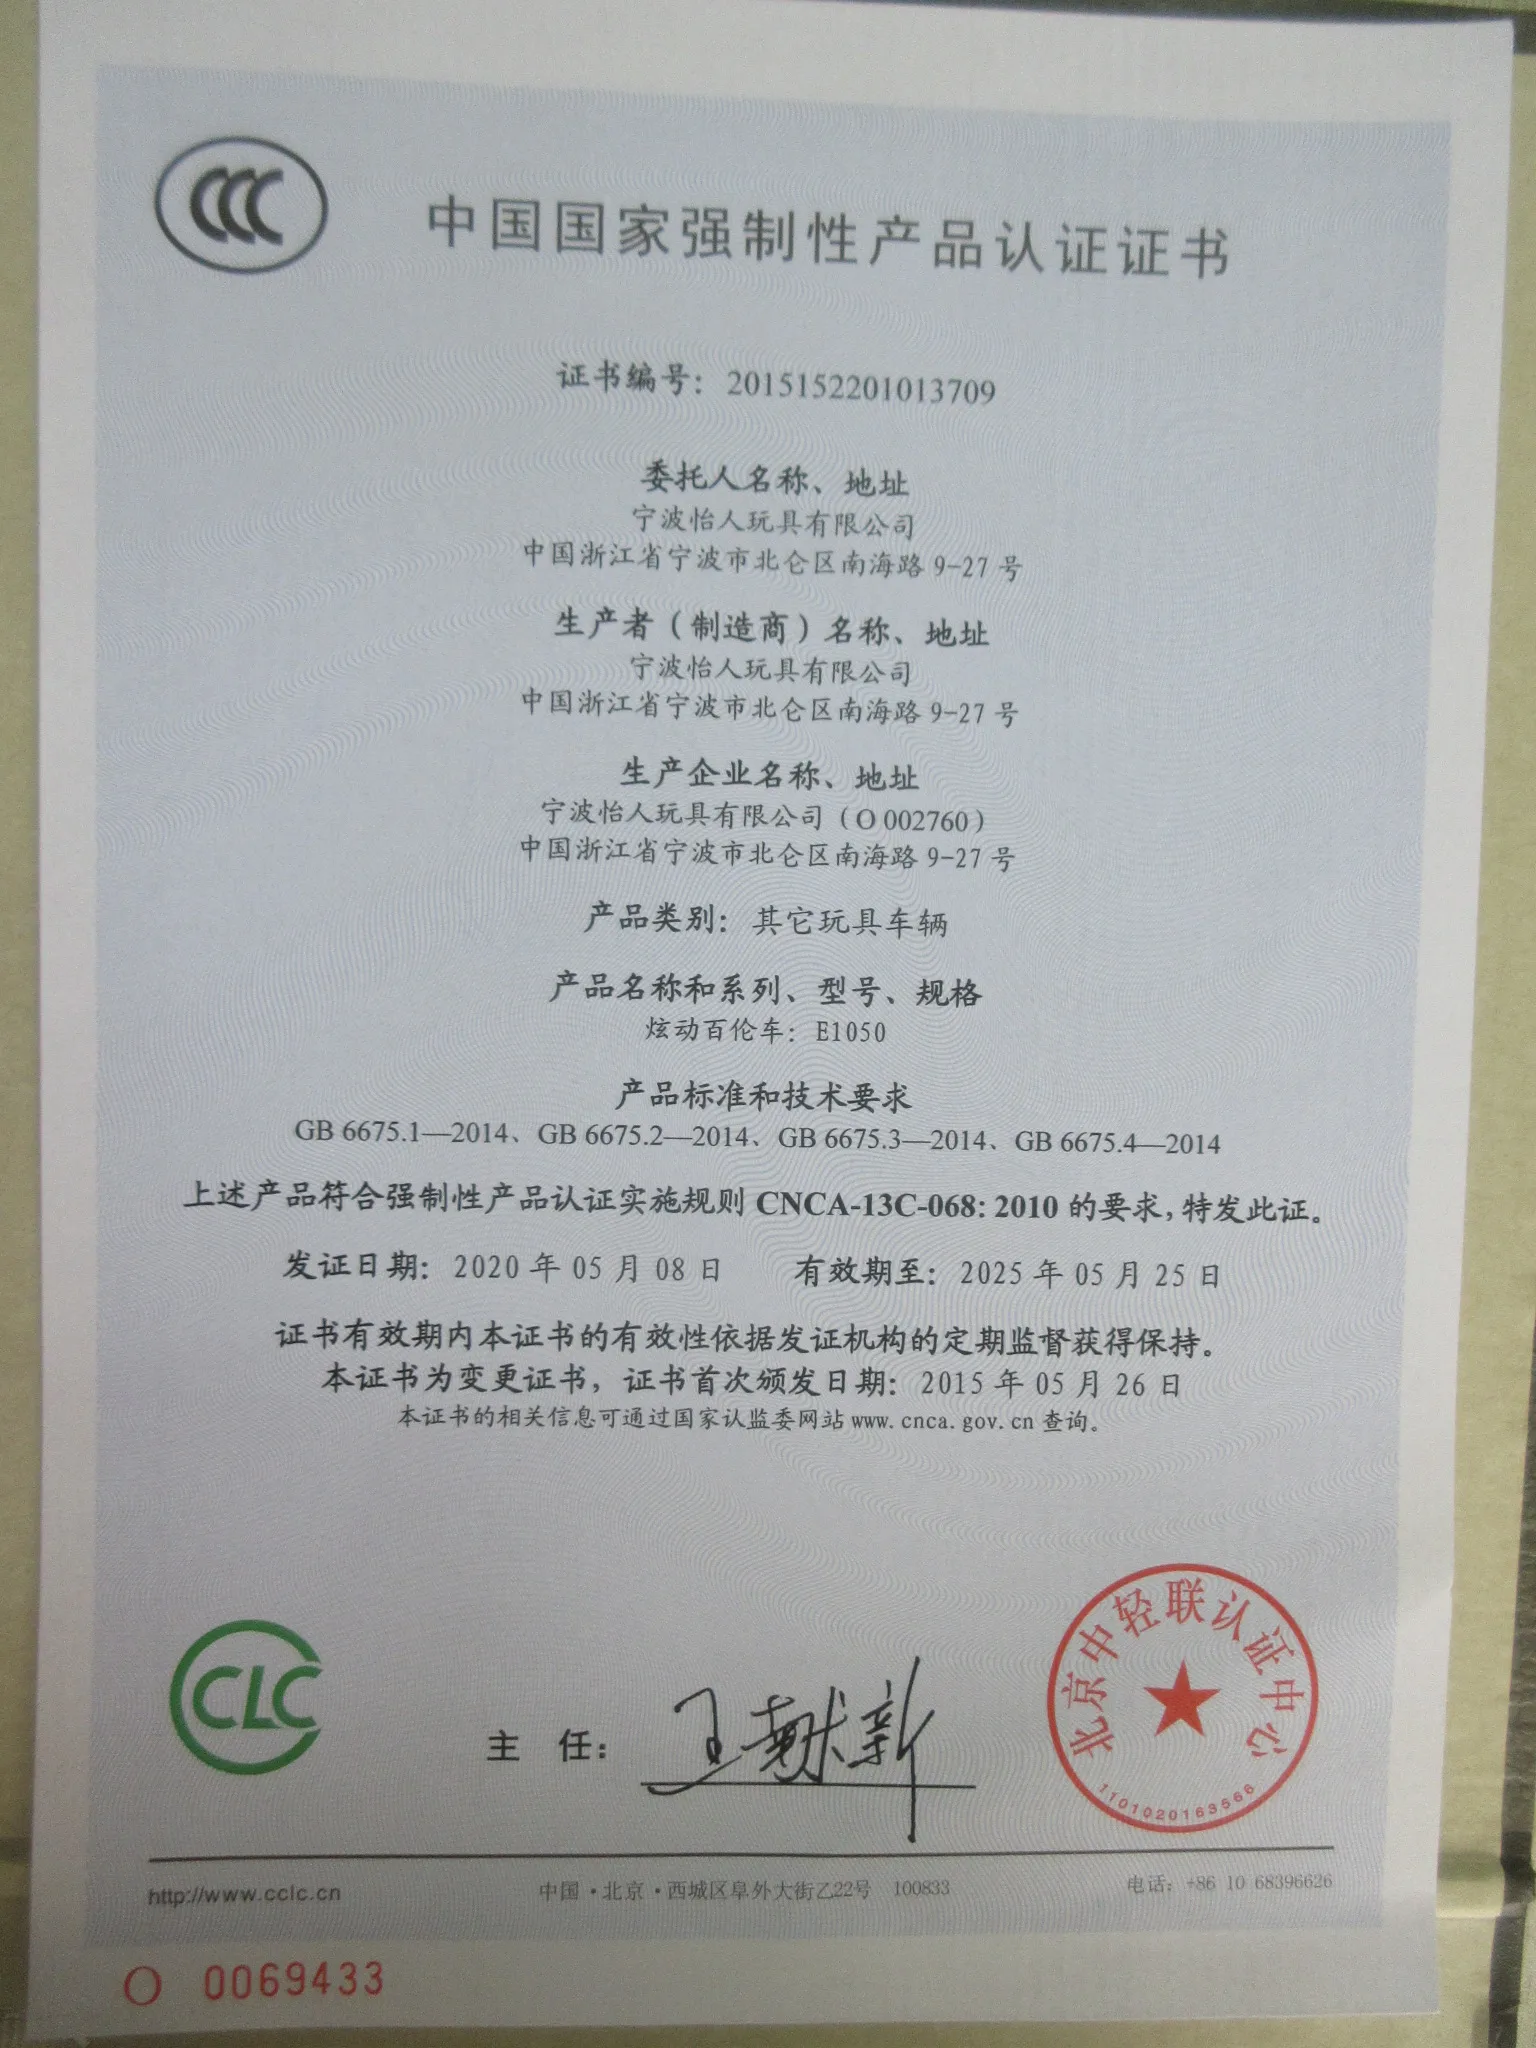 CCC
中国国家强制性产品认证证书
证书编号：2015152201013709
委托人名称、地址
宁波怡人玩具有限公司
中国浙江省宁波市北仑区南海路 9-27 号
生产者（制造商）名称、地址
宁波怡人玩具有限公司
中国浙江省宁波市北仑区南海路 9-27 号
生产企业名称、地址
宁波怡人玩具有限公司（O 002760）
中国浙江省宁波市北仑区南海路 9-27 号
产品类别：其它玩具车辆
产品名称和系列、型号、规格
炫动百伦车：E1050
产品标准和技术要求
GB 6675.1—2014、GB 6675.2—2014、GB 6675.3—2014、GB 6675.4—2014
上述产品符合强制性产品认证实施规则 CNCA-13C-068: 2010 的要求，特发此证。
发证日期：2020 年 05 月 08 日 有效期至：2025 年 05 月 25 日
证书有效期内本证书的有效性依据发证机构的定期监督获得保持。
本证书为变更证书，证书首次颁发日期：2015 年 05 月 26 日
本证书的相关信息可通过国家认监委网站 www.cnca.gov.cn 查询。
CLC
主 任：
王献新
北京中轻联认证中心
1101020163566
http://www.cclc.cn 中国·北京·西城区阜外大街乙22号 100833 电话：+86 10 68396626
O 0069433